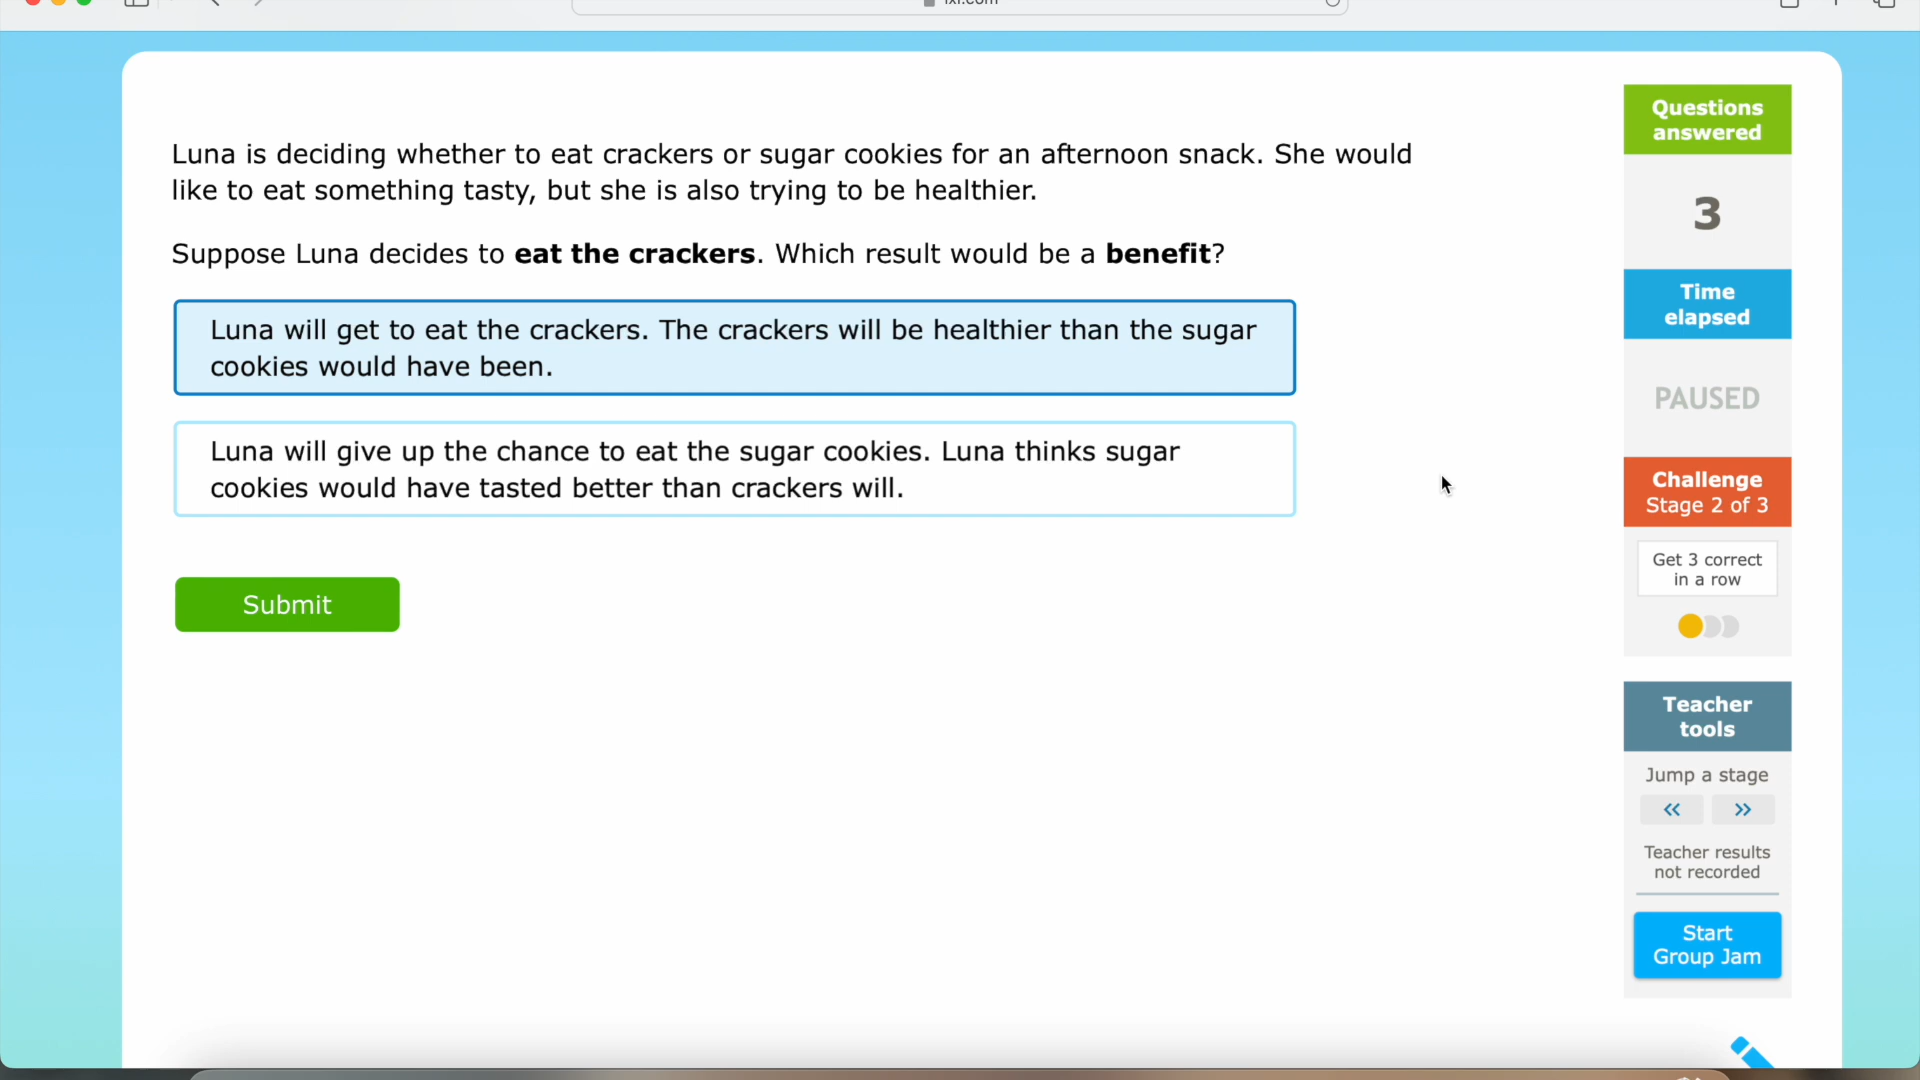 Luna is deciding whether to eat crackers or sugar cookies for an afternoon snack. She would
like to eat something tasty, but she is also trying to be healthier.
Suppose Luna decides to eat the crackers. Which result would be a benefit?
Luna will get to eat the crackers. The crackers will be healthier than the sugar
cookies would have been.
Luna will give up the chance to eat the sugar cookies. Luna thinks sugar
cookies would have tasted better than crackers will.
Submit
Questions
answered
3
Time
elapsed
PAUSED
Challenge
Stage 2 of 3
Get 3 correct
in a row
Teacher
tools
Jump a stage
<< >>
Teacher results
not recorded
Start
Group Jam